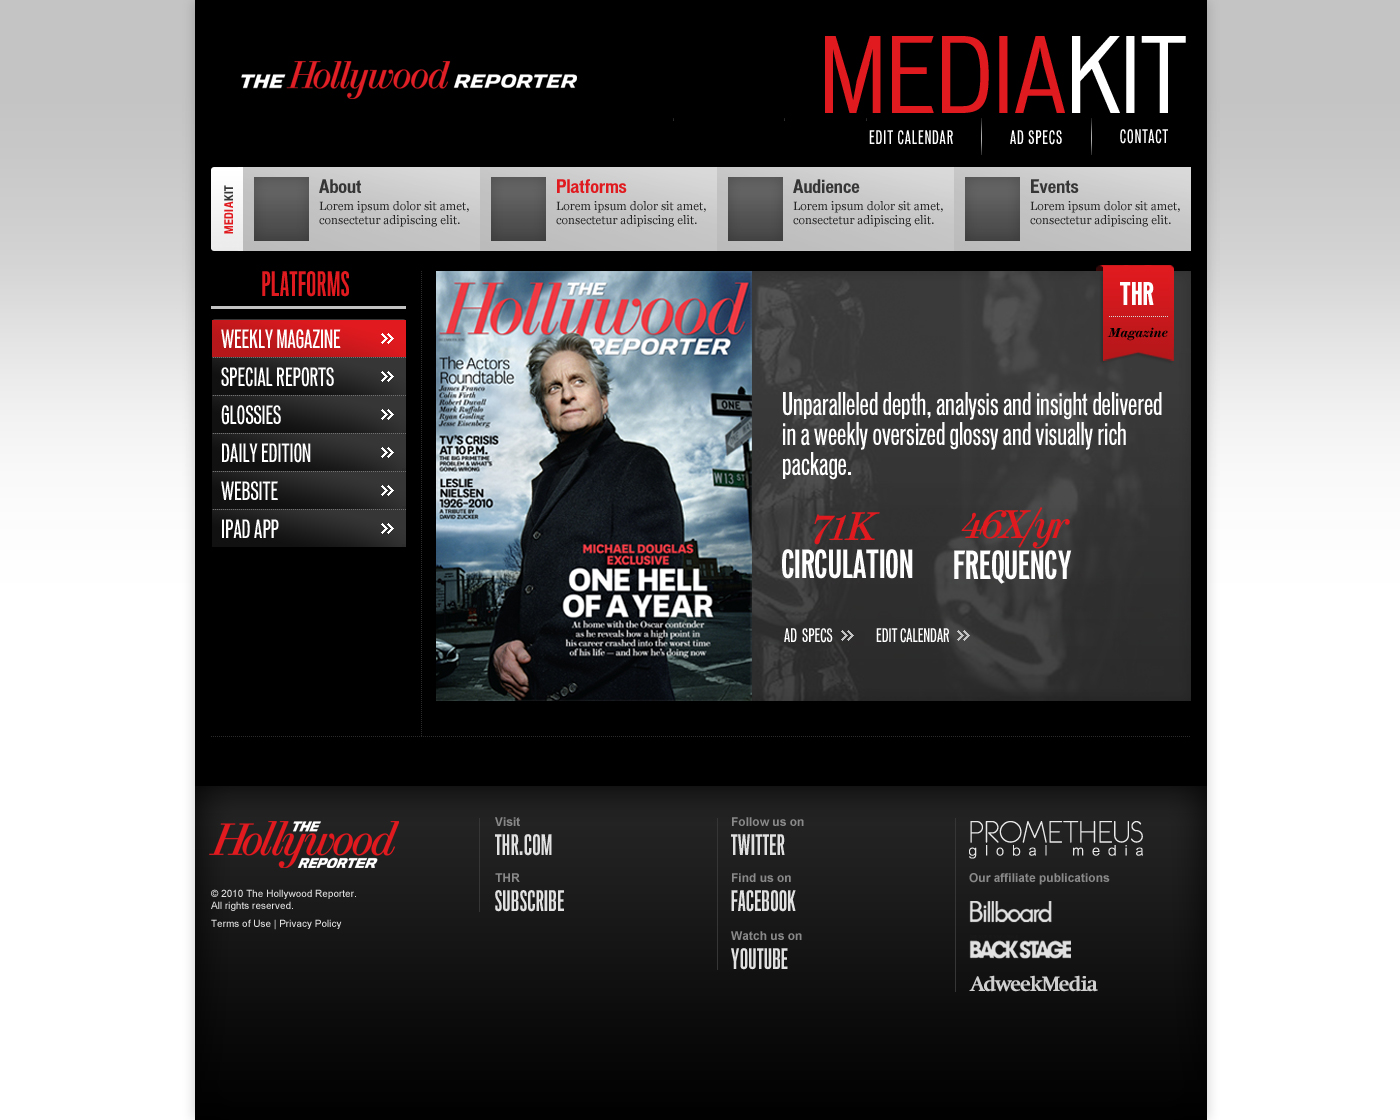 THE Hollywood REPORTER
MEDIAKIT
EDIT CALENDAR
AD SPECS
CONTACT
MEDIAKIT
About
Lorem ipsum dolor sit amet,
consectetur adipiscing elit.
Platforms
Lorem ipsum dolor sit amet,
consectetur adipiscing elit.
Audience
Lorem ipsum dolor sit amet,
consectetur adipiscing elit.
Events
Lorem ipsum dolor sit amet,
consectetur adipiscing elit.
PLATFORMS
WEEKLY MAGAZINE
SPECIAL REPORTS
GLOSSIES
DAILY EDITION
WEBSITE
IPAD APP
THE
Hollywood
REPORTER
The Actors
Roundtable
James Franco
Colin Firth
Robert Duvall
Mark Ruffalo
Ryan Gosling
Jesse Eisenberg
TV'S CRISIS
AT 10 P.M.
THE BIG PRIMETIME
PROBLEM & WHAT'S
GOING WRONG
LESLIE
NIELSEN
1926–2010
A TRIBUTE BY
DAVID ZUCKER
ONE W
W13 ST
MICHAEL DOUGLAS
EXCLUSIVE
ONE HELL
OF A YEAR
At home with the Oscar contender
as he reveals how a high point in
his career crashed into the worst time
of his life — and how he's doing now
THR
Magazine
Unparalleled depth, analysis and insight delivered
in a weekly oversized glossy and visually rich
package.
71K
CIRCULATION
46X/yr
FREQUENCY
AD SPECS
EDIT CALENDAR
THE
Hollywood
REPORTER
© 2010 The Hollywood Reporter.
All rights reserved.
Terms of Use | Privacy Policy
Visit
THR.COM
THR
SUBSCRIBE
Follow us on
TWITTER
Find us on
FACEBOOK
Watch us on
YOUTUBE
PROMETHEUS
global media
Our affiliate publications
Billboard
BACK STAGE
AdweekMedia